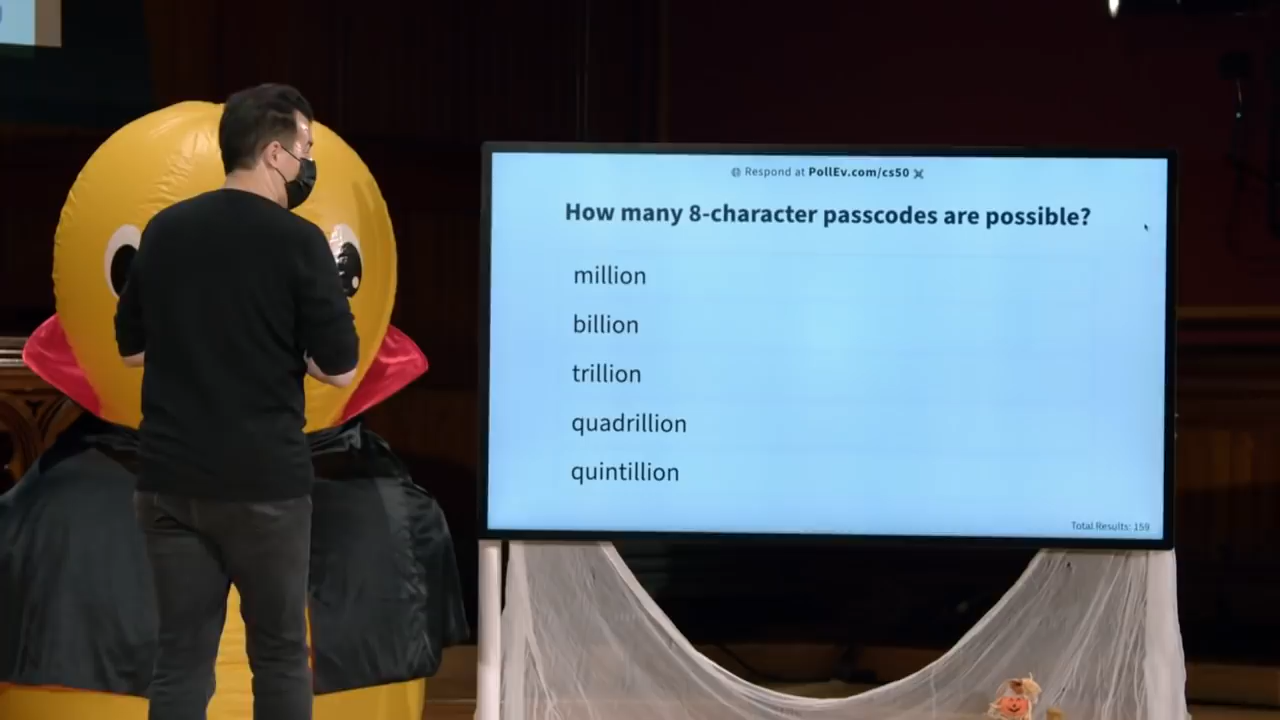 Respond at PollEv.com/cs50
How many 8-character passcodes are possible?
million
billion
trillion
quadrillion
quintillion
Total Results: 159